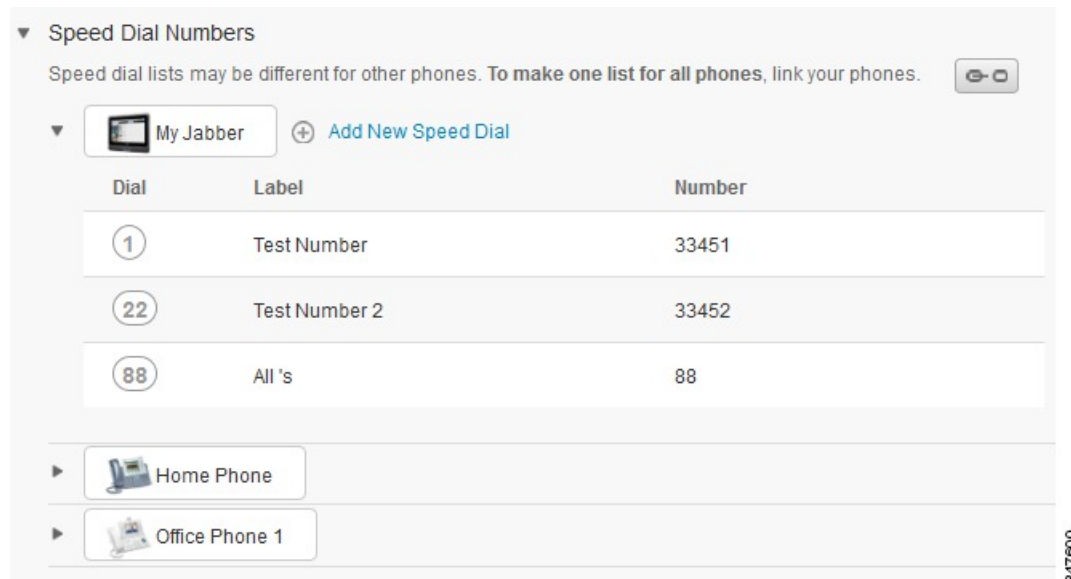 Speed Dial Numbers
Speed dial lists may be different for other phones. To make one list for all phones, link your phones.
My Jabber Add New Speed Dial
Dial Label Number
1 Test Number 33451
22 Test Number 2 33452
88 All 's 88
Home Phone
Office Phone 1